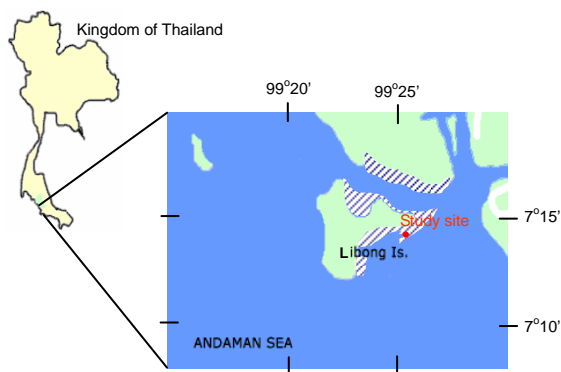 Kingdom of Thailand
99°20' 99°25'
Study site
7°15'
Libong Is.
7°10'
ANDAMAN SEA